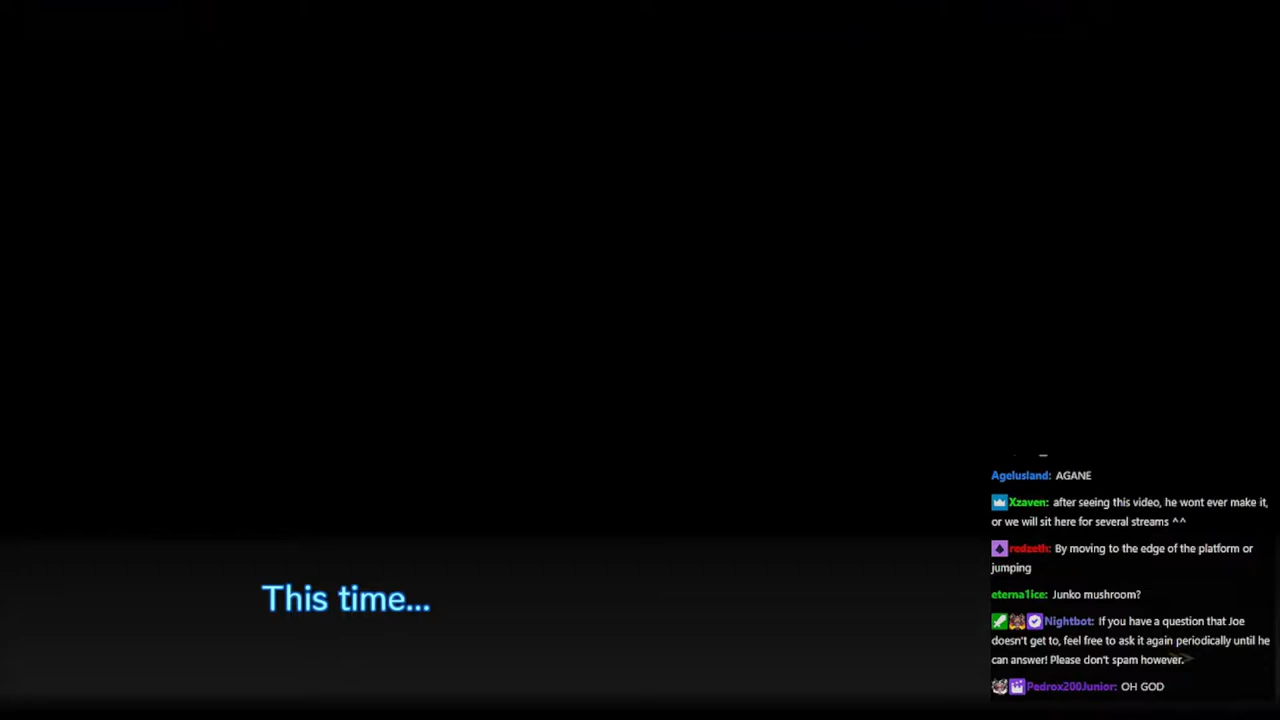 Agelusland: AGANE
Xzaven: after seeing this video, he wont ever make it,
or we will sit here for several streams ^^
redzeth: By moving to the edge of the platform or
jumping
eterna1ice: Junko mushroom?
Nightbot: If you have a question that Joe
doesn't get to, feel free to ask it again periodically until he
can answer! Please don't spam however.
Pedrox200Junior: OH GOD
This time...